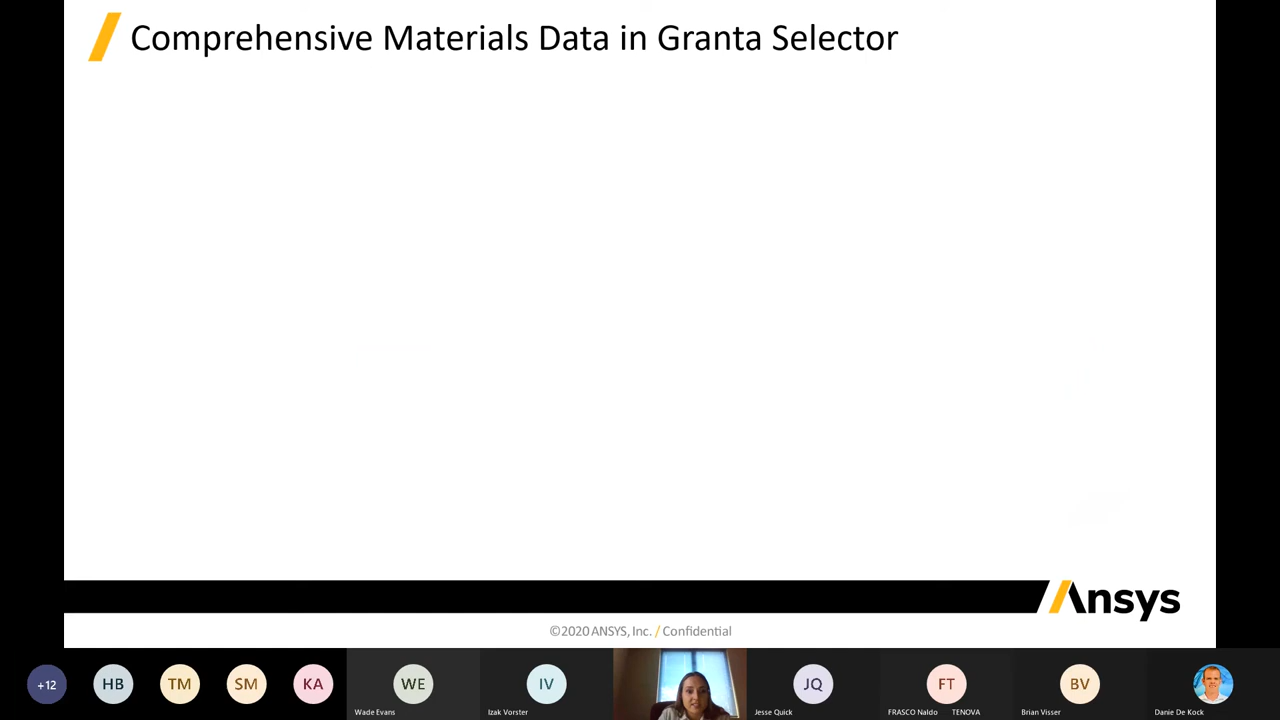 Comprehensive Materials Data in Granta Selector
Ansys
©2020 ANSYS, Inc. / Confidential
+12
HB
TM
SM
KA
WE
IV
JQ
FT
BV
Wade Evans
Izak Vorster
Jesse Quick
FRASCO Naldo TENOVA
Brian Visser
Danie De Kock